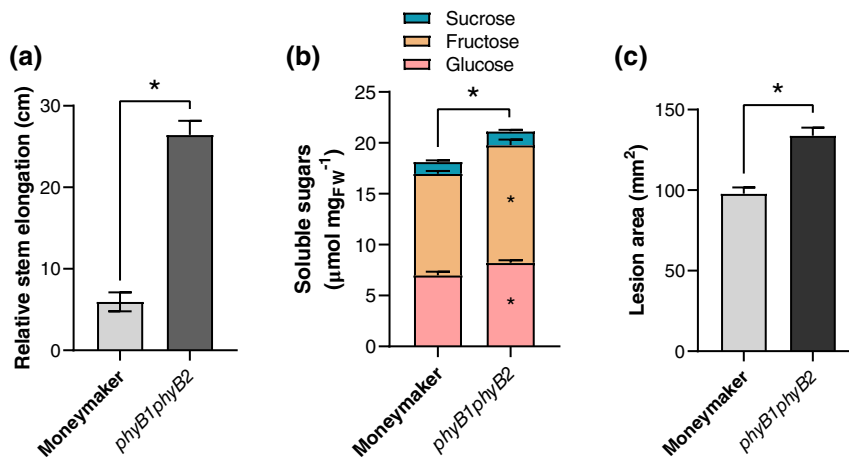 Sucrose
Fructose
Glucose
(a)
(b)
(c)
*
*
*
*
*
Relative stem elongation (cm)
30
20
10
0
Moneymaker
phyB1phyB2
Soluble sugars
(μmol mgFW-1)
25
20
15
10
5
0
Moneymaker
phyB1phyB2
Lesion area (mm2)
150
100
50
0
Moneymaker
phyB1phyB2